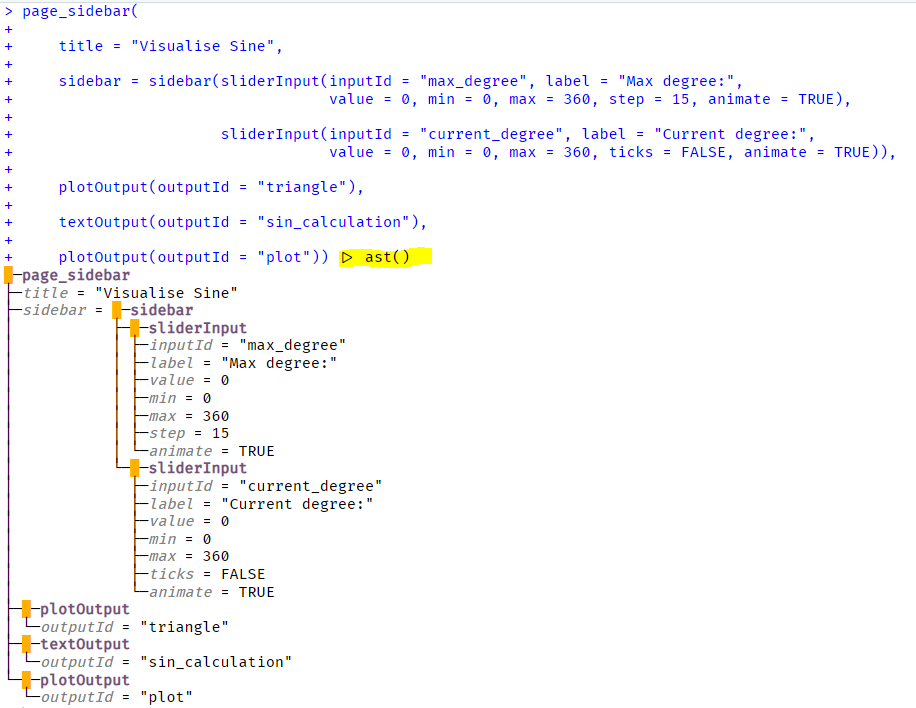 > page_sidebar(
+
+     title = "Visualise Sine",
+
+     sidebar = sidebar(sliderInput(inputId = "max_degree", label = "Max degree:",
+                                   value = 0, min = 0, max = 360, step = 15, animate = TRUE),
+
+                       sliderInput(inputId = "current_degree", label = "Current degree:",
+                                   value = 0, min = 0, max = 360, ticks = FALSE, animate = TRUE)),
+
+     plotOutput(outputId = "triangle"),
+
+     textOutput(outputId = "sin_calculation"),
+
+     plotOutput(outputId = "plot")) ▷ ast()
█─page_sidebar
├─title = "Visualise Sine"
├─sidebar = █─sidebar
│           ├─█─sliderInput
│           │ ├─inputId = "max_degree"
│           │ ├─label = "Max degree:"
│           │ ├─value = 0
│           │ ├─min = 0
│           │ ├─max = 360
│           │ ├─step = 15
│           │ └─animate = TRUE
│           └─█─sliderInput
│             ├─inputId = "current_degree"
│             ├─label = "Current degree:"
│             ├─value = 0
│             ├─min = 0
│             ├─max = 360
│             ├─ticks = FALSE
│             └─animate = TRUE
├─█─plotOutput
│ └─outputId = "triangle"
├─█─textOutput
│ └─outputId = "sin_calculation"
└─█─plotOutput
  └─outputId = "plot"